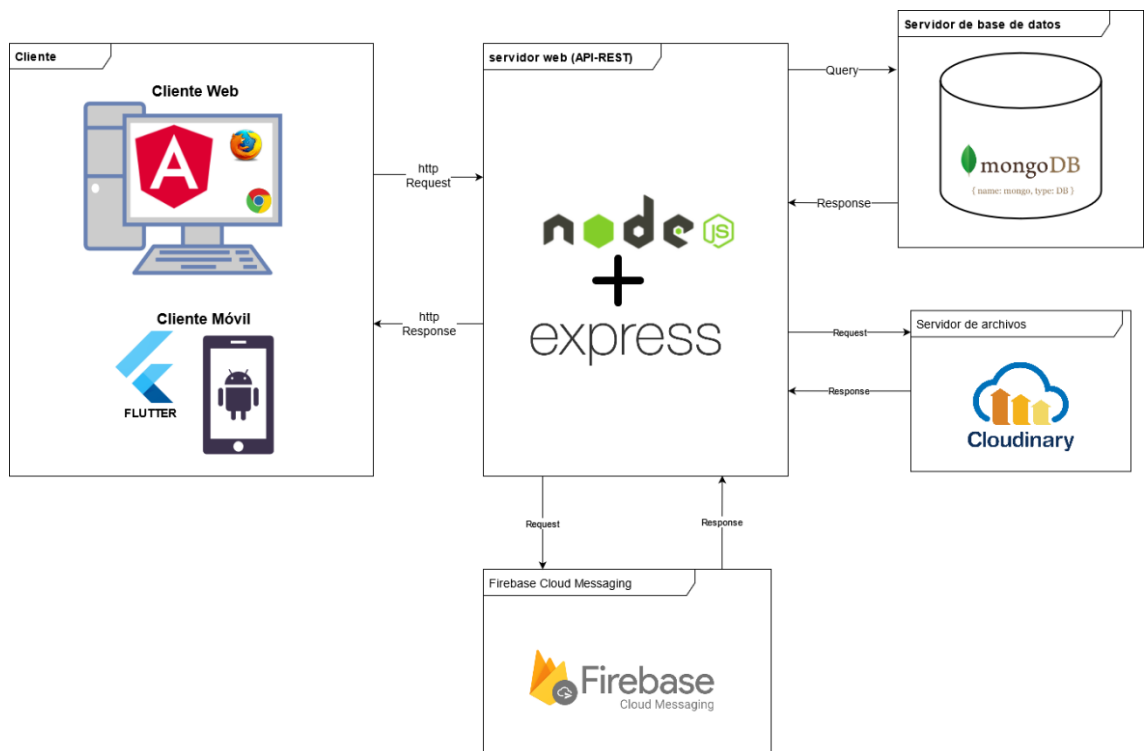 Cliente
Cliente Web
Cliente Móvil
FLUTTER
http
Request
http
Response
servidor web (API-REST)
node
JS
+
express
Query
Response
Servidor de base de datos
mongoDB
{ name: mongo, type: DB }
Request
Response
Servidor de archivos
Cloudinary
Request
Response
Firebase Cloud Messaging
Firebase
Cloud Messaging